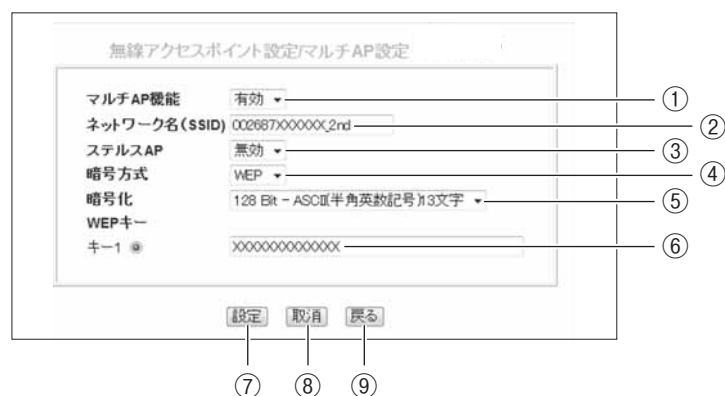 無線アクセスポイント設定/マルチAP設定
マルチAP機能 有効 ①
ネットワーク名(SSID) 002687XXXXXX_2nd ②
ステルスAP 無効 ③
暗号方式 WEP ④
暗号化 128 Bit - ASCII(半角英数記号)13文字 ⑤
WEPキー
キー1 XXXXXXXXXXXXX ⑥
設定 取消 戻る
⑦ ⑧ ⑨